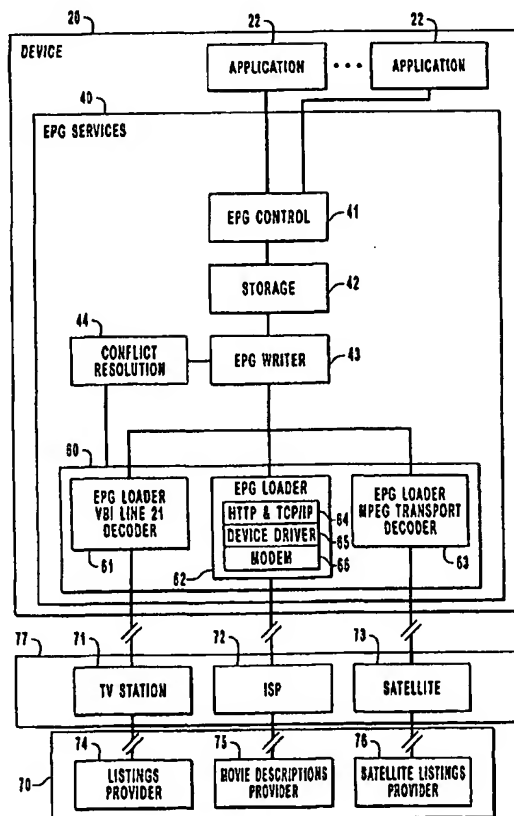 20
22
22
DEVICE
APPLICATION
• • •
APPLICATION
40
EPG SERVICES
EPG CONTROL
41
STORAGE
42
44
CONFLICT
RESOLUTION
EPG WRITER
43
60
EPG LOADER
VBI LINE 21
DECODER
61
EPG LOADER
HTTP & TCP/IP
64
DEVICE DRIVER
65
MODEM
66
62
EPG LOADER
MPEG TRANSPORT
DECODER
63
77
71
TV STATION
72
ISP
73
SATELLITE
70
74
LISTINGS
PROVIDER
75
MOVIE DESCRIPTIONS
PROVIDER
76
SATELLITE LISTINGS
PROVIDER